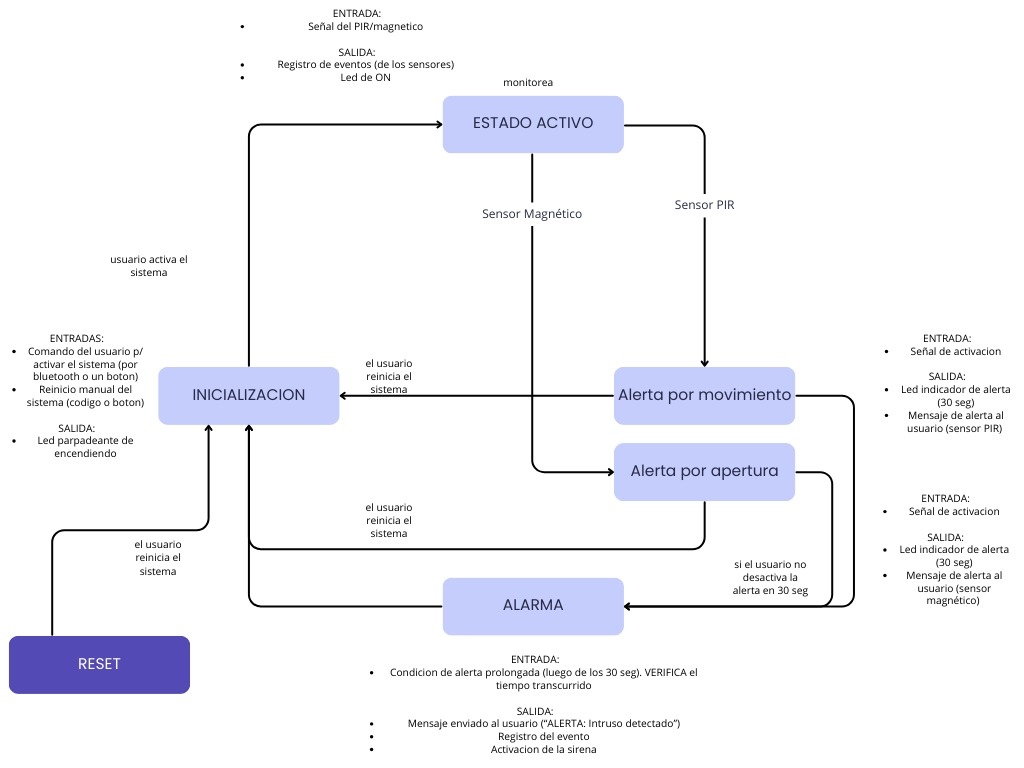 ENTRADA:
• Señal del PIR/magnetico
SALIDA:
• Registro de eventos (de los sensores)
• Led de ON
monitorea
ESTADO ACTIVO
Sensor Magnético
Sensor PIR
usuario activa el
sistema
ENTRADAS:
• Comando del usuario p/
activar el sistema (por
bluetooth o un boton)
• Reinicio manual del
sistema (codigo o boton)
SALIDA:
• Led parpadeante de
encendiendo
INICIALIZACION
el usuario
reinicia el
sistema
Alerta por movimiento
ENTRADA:
• Señal de activacion
SALIDA:
• Led indicador de alerta
(30 seg)
• Mensaje de alerta al
usuario (sensor PIR)
Alerta por apertura
el usuario
reinicia el
sistema
ENTRADA:
• Señal de activacion
SALIDA:
• Led indicador de alerta
(30 seg)
• Mensaje de alerta al
usuario (sensor
magnético)
el usuario
reinicia el
sistema
si el usuario no
desactiva la
alerta en 30 seg
ALARMA
RESET
ENTRADA:
• Condicion de alerta prolongada (luego de los 30 seg). VERIFICA el
tiempo transcurrido
SALIDA:
• Mensaje enviado al usuario (“ALERTA: Intruso detectado”)
• Registro del evento
• Activacion de la sirena